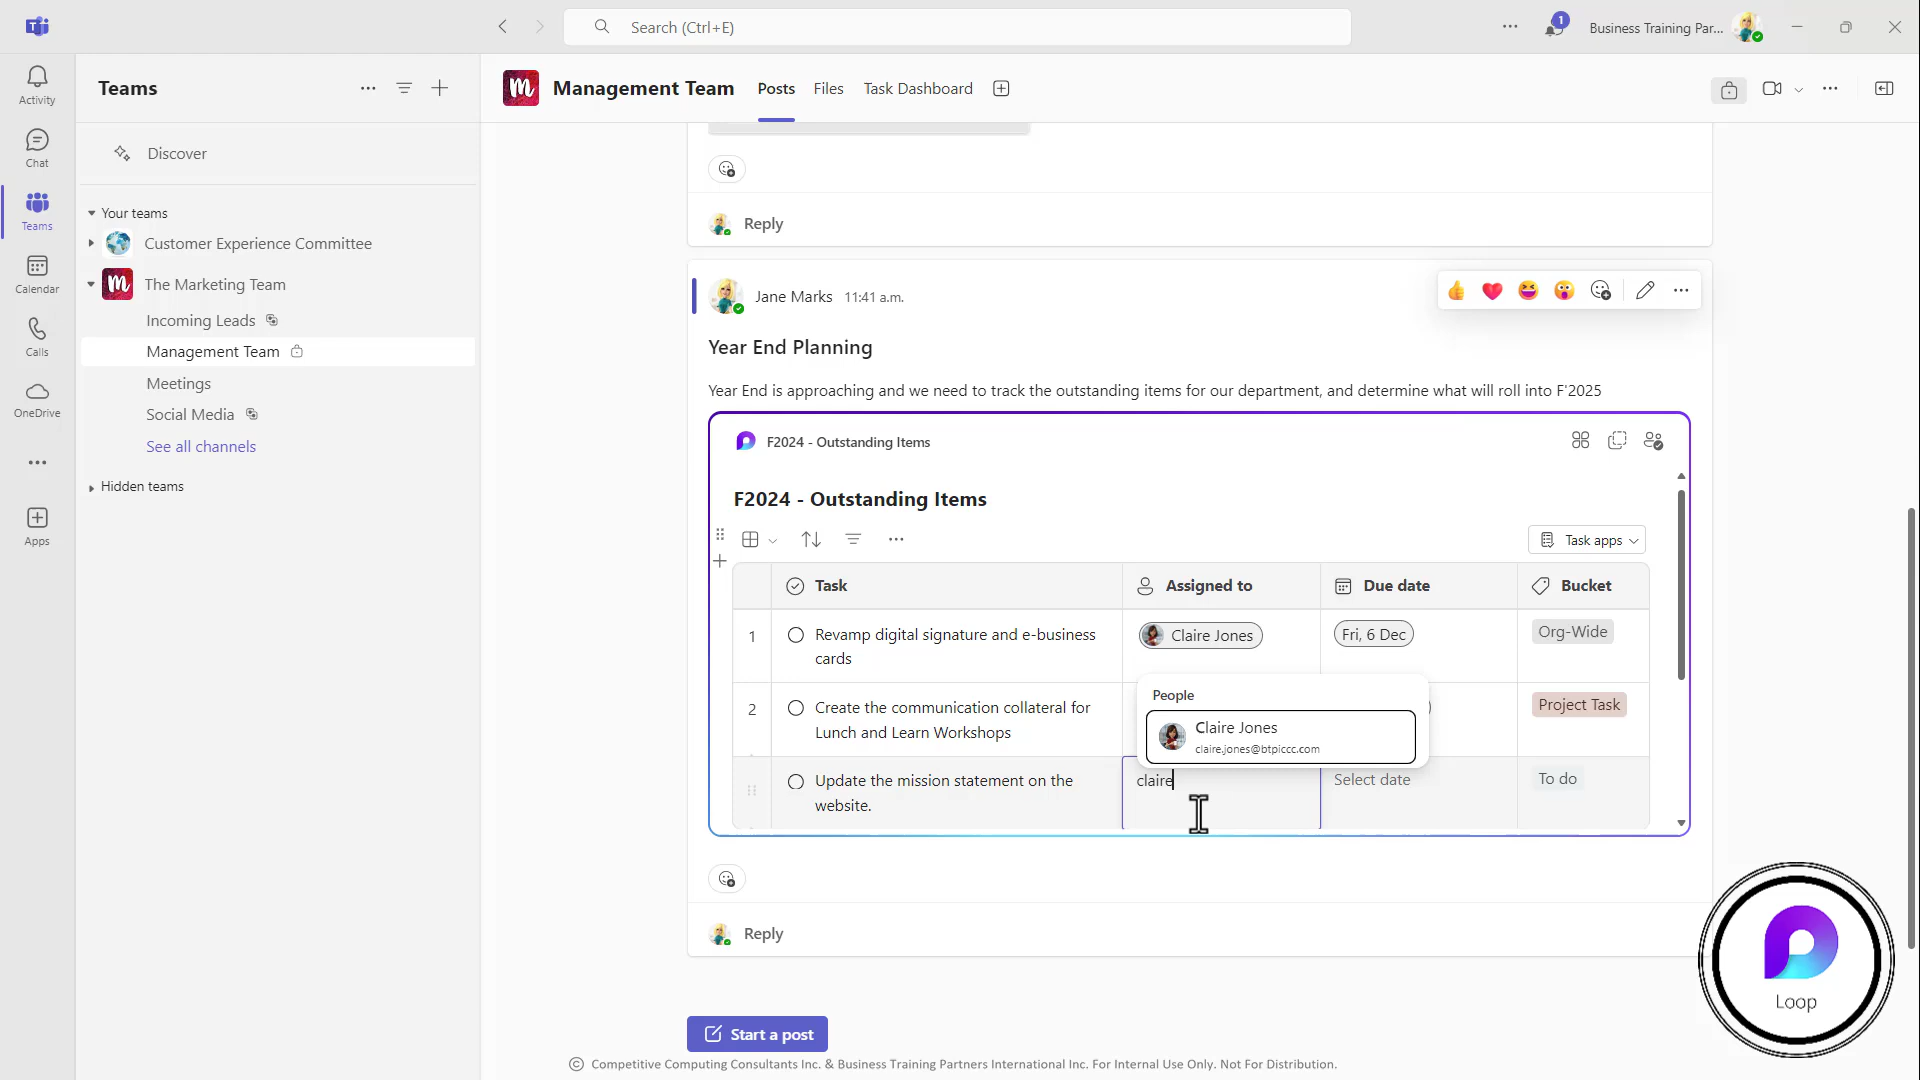 Search (Ctrl+E)
1
Business Training Par...
Activity
Chat
Teams
Calendar
Calls
OneDrive
Apps
Teams
Discover
Your teams
Customer Experience Committee
The Marketing Team
Incoming Leads
Management Team
Meetings
Social Media
See all channels
Hidden teams
Management Team
Posts
Files
Task Dashboard
Reply
Jane Marks 11:41 a.m.
Year End Planning
Year End is approaching and we need to track the outstanding items for our department, and determine what will roll into F'2025
F2024 - Outstanding Items
F2024 - Outstanding Items
Task apps
Task Assigned to Due date Bucket
1 Revamp digital signature and e-business
cards
Claire Jones
Fri, 6 Dec
Org-Wide
2 Create the communication collateral for
Lunch and Learn Workshops
Project Task
People
Claire Jones
claire.jones@btpiccc.com
Update the mission statement on the
website.
claire
Select date
To do
Reply
Start a post
© Competitive Computing Consultants Inc. & Business Training Partners International Inc. For Internal Use Only. Not For Distribution.
Loop